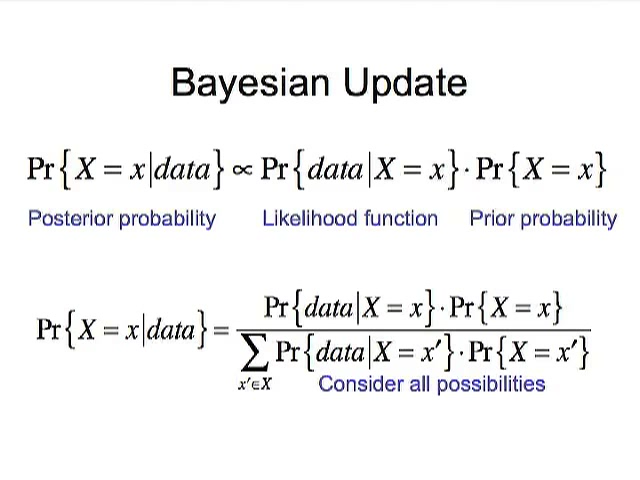 Bayesian Update
Pr{X = x|data} ∝ Pr{data|X = x}·Pr{X = x}
Posterior probability Likelihood function Prior probability
Pr{data|X = x}·Pr{X = x}
Pr{X = x|data} =
∑ Pr{data|X = x′}·Pr{X = x′}
x′∈X Consider all possibilities